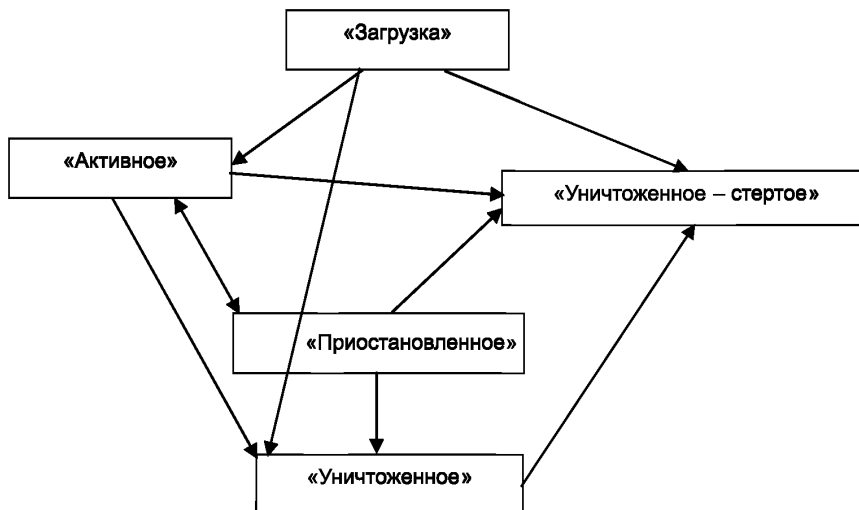 «Загрузка»
«Активное»
«Уничтоженное – стертое»
«Приостановленное»
«Уничтоженное»